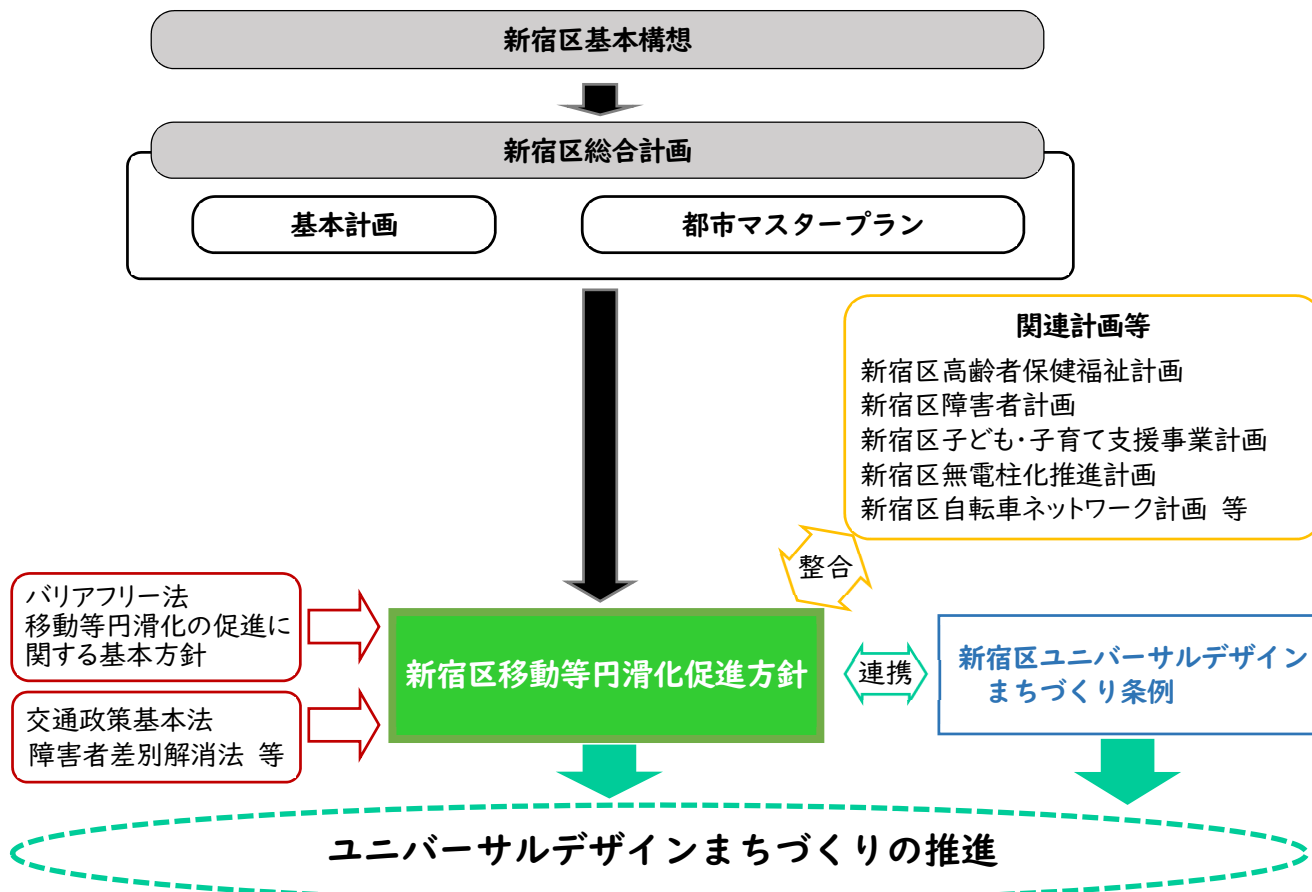 新宿区基本構想
新宿区総合計画
基本計画
都市マスタープラン
関連計画等
新宿区高齢者保健福祉計画
新宿区障害者計画
新宿区子ども・子育て支援事業計画
新宿区無電柱化推進計画
新宿区自転車ネットワーク計画 等
整合
バリアフリー法
移動等円滑化の促進に
関する基本方針
交通政策基本法
障害者差別解消法 等
新宿区移動等円滑化促進方針
連携
新宿区ユニバーサルデザイン
まちづくり条例
ユニバーサルデザインまちづくりの推進